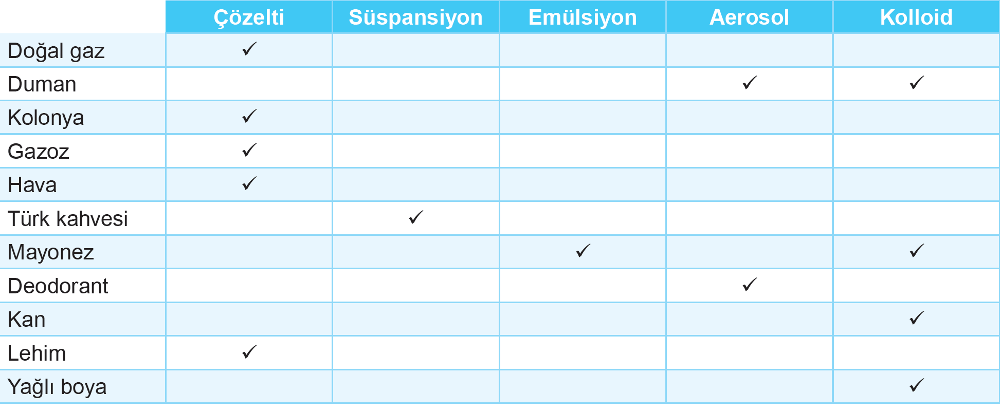 Çözelti Süspansiyon Emülsiyon Aerosol Kolloid
Doğal gaz ✓
Duman ✓ ✓
Kolonya ✓
Gazoz ✓
Hava ✓
Türk kahvesi ✓
Mayonez ✓ ✓
Deodorant ✓
Kan ✓
Lehim ✓
Yağlı boya ✓